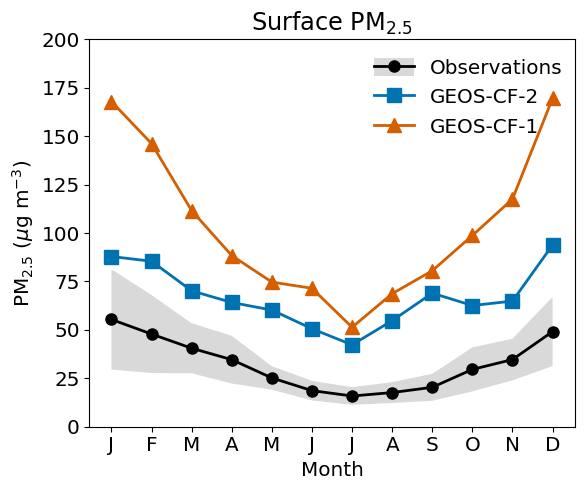 Surface PM₂.₅
Observations
GEOS-CF-2
GEOS-CF-1
PM₂.₅ (μg m⁻³)
200
175
150
125
100
75
50
25
0
J F M A M J J A S O N D
Month